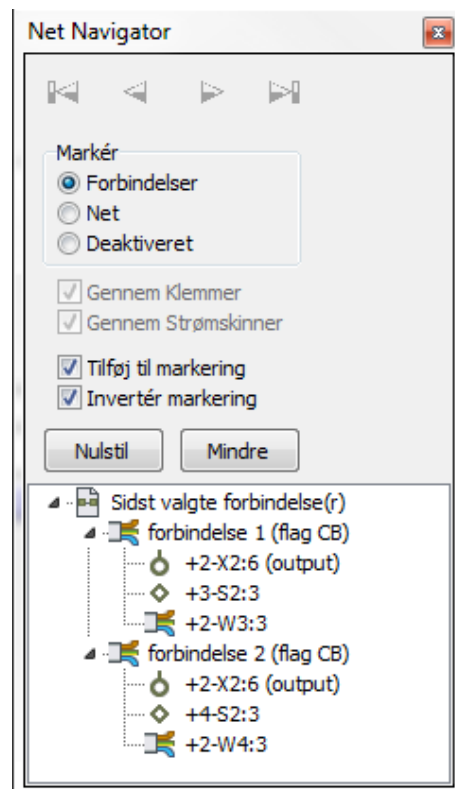 Net Navigator
Markér
Forbindelser
Net
Deaktiveret
Gennem Klemmer
Gennem Strømskinner
Tilføj til markering
Invertér markering
Nulstil Mindre
Sidst valgte forbindelse(r)
forbindelse 1 (flag CB)
+2-X2:6 (output)
+3-S2:3
+2-W3:3
forbindelse 2 (flag CB)
+2-X2:6 (output)
+4-S2:3
+2-W4:3